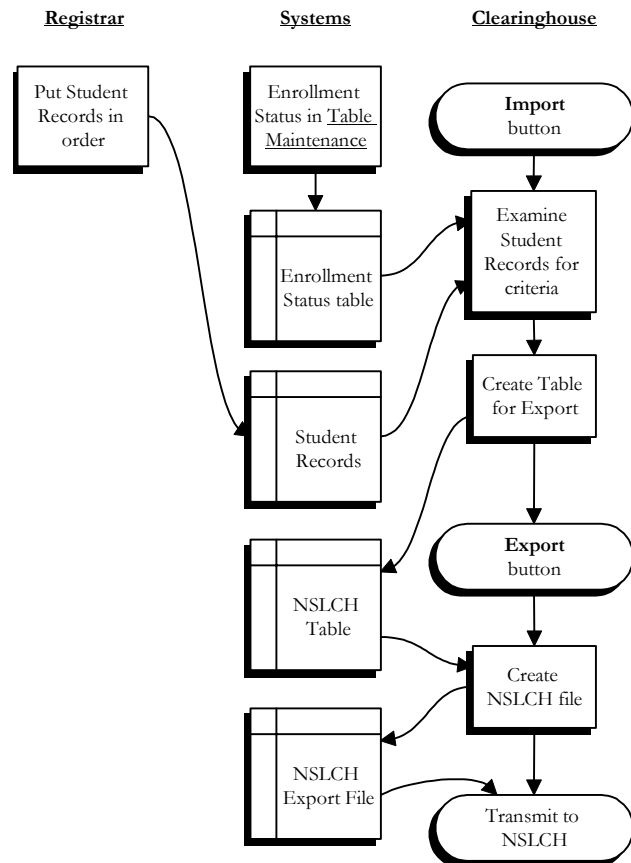 Registrar
Systems
Clearinghouse
Put Student
Records in
order
Enrollment
Status in Table
Maintenance
Import
button
Enrollment
Status table
Examine
Student
Records for
criteria
Student
Records
Create Table
for Export
Export
button
NSLCH
Table
Create
NSLCH file
NSLCH
Export File
Transmit to
NSLCH